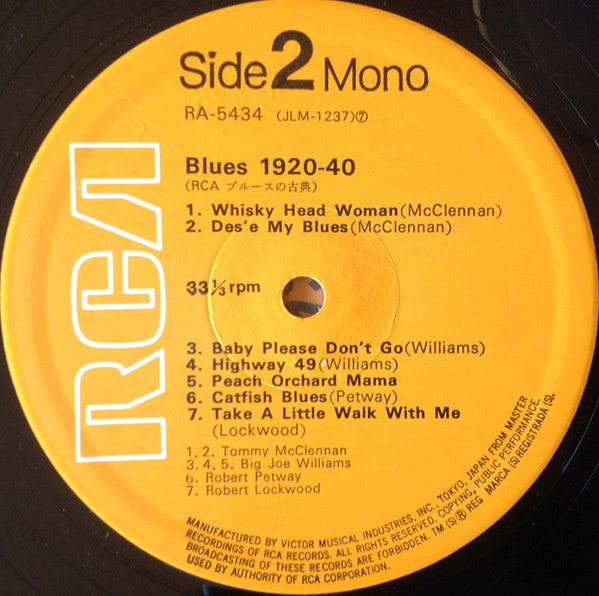 Side 2 Mono
RA-5434 (JLM-1237)⑦
RCA
Blues 1920-40
(RCA ブルースの古典)
1. Whisky Head Woman(McClennan)
2. Des'e My Blues(McClennan)
33⅓ rpm
3. Baby Please Don't Go(Williams)
4. Highway 49(Williams)
5. Peach Orchard Mama
6. Catfish Blues(Petway)
7. Take A Little Walk With Me
(Lockwood)
1, 2. Tommy McClennan
3, 4, 5. Big Joe Williams
6. Robert Petway
7. Robert Lockwood
MANUFACTURED BY VICTOR MUSICAL INDUSTRIES, INC. TOKYO, JAPAN FROM MASTER
RECORDINGS OF RCA RECORDS. ALL RIGHTS RESERVED. COPYING, PUBLIC PERFORMANCE,
BROADCASTING OF THESE RECORDS ARE FORBIDDEN. TM (S) ® REG MARCA (S) REGISTRADA (S).
USED BY AUTHORITY OF RCA CORPORATION.